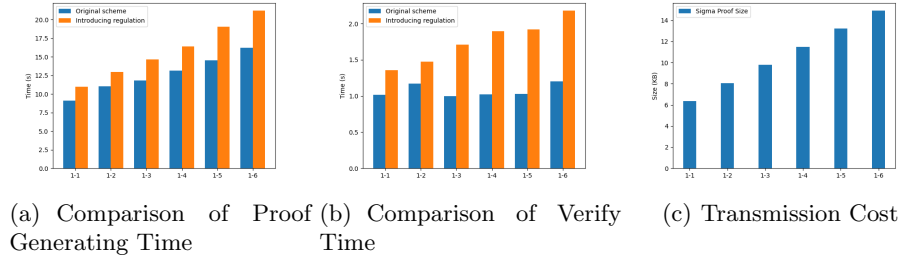 Original scheme
Introducing regulation
Time (s)
20.0
17.5
15.0
12.5
10.0
7.5
5.0
2.5
0.0
1-1 1-2 1-3 1-4 1-5 1-6
Original scheme
Introducing regulation
Time (s)
2.0
1.5
1.0
0.5
0.0
1-1 1-2 1-3 1-4 1-5 1-6
Sigma Proof Size
Size (KB)
14
12
10
8
6
4
2
0
1-1 1-2 1-3 1-4 1-5 1-6
(a) Comparison of Proof
Generating Time
(b) Comparison of Verify
Time
(c) Transmission Cost